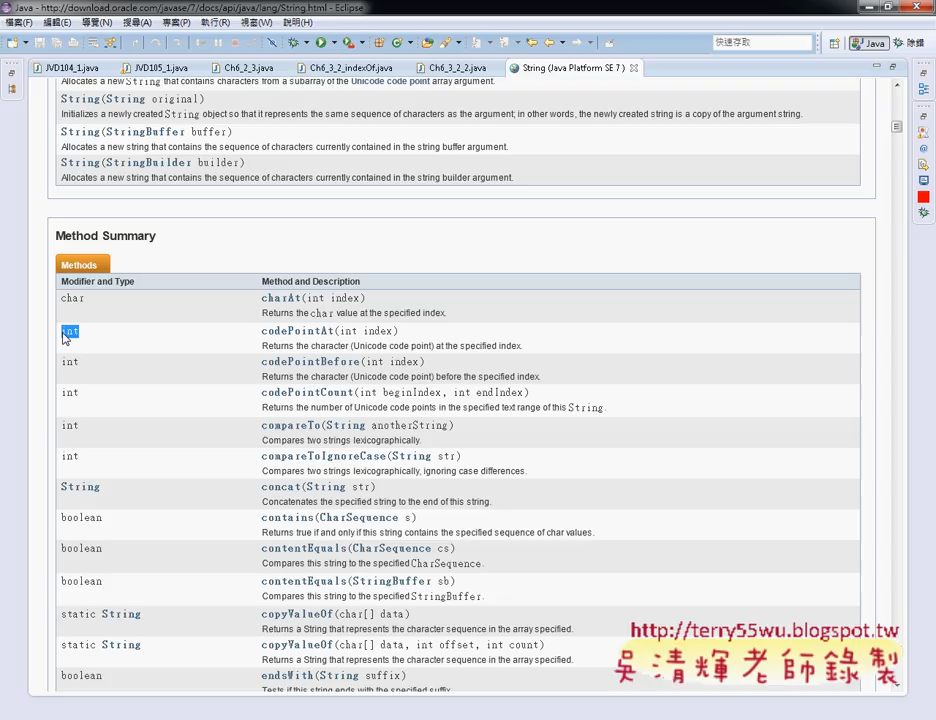 Java - http://download.oracle.com/javase/7/docs/api/java/lang/String.html - Eclipse
檔案(F) 編輯(E) 導覽(N) 搜尋(A) 專案(P) 執行(R) 視窗(W) 說明(H)
快速存取
Java 除錯
JVD104_1.java JVD105_1.java Ch6_2_3.java Ch6_3_2_indexOf.java Ch6_3_2_2.java String (Java Platform SE 7 )
Allocates a new String that contains characters from a subarray of the Unicode code point array argument.
String(String original)
Initializes a newly created String object so that it represents the same sequence of characters as the argument; in other words, the newly created string is a copy of the argument string.
String(StringBuffer buffer)
Allocates a new string that contains the sequence of characters currently contained in the string buffer argument.
String(StringBuilder builder)
Allocates a new string that contains the sequence of characters currently contained in the string builder argument.
Method Summary
Methods
Modifier and Type Method and Description
char charAt(int index)
Returns the char value at the specified index.
int codePointAt(int index)
Returns the character (Unicode code point) at the specified index.
int codePointBefore(int index)
Returns the character (Unicode code point) before the specified index.
int codePointCount(int beginIndex, int endIndex)
Returns the number of Unicode code points in the specified text range of this String.
int compareTo(String anotherString)
Compares two strings lexicographically.
int compareToIgnoreCase(String str)
Compares two strings lexicographically, ignoring case differences.
String concat(String str)
Concatenates the specified string to the end of this string.
boolean contains(CharSequence s)
Returns true if and only if this string contains the specified sequence of char values.
boolean contentEquals(CharSequence cs)
Compares this string to the specified CharSequence.
boolean contentEquals(StringBuffer sb)
Compares this string to the specified StringBuffer.
static String copyValueOf(char[] data)
Returns a String that represents the character sequence in the array specified.
static String copyValueOf(char[] data, int offset, int count)
Returns a String that represents the character sequence in the array specified.
boolean endsWith(String suffix)
Tests if this string ends with the specified suffix.
http://terry55wu.blogspot.tw
吳清輝老師錄製